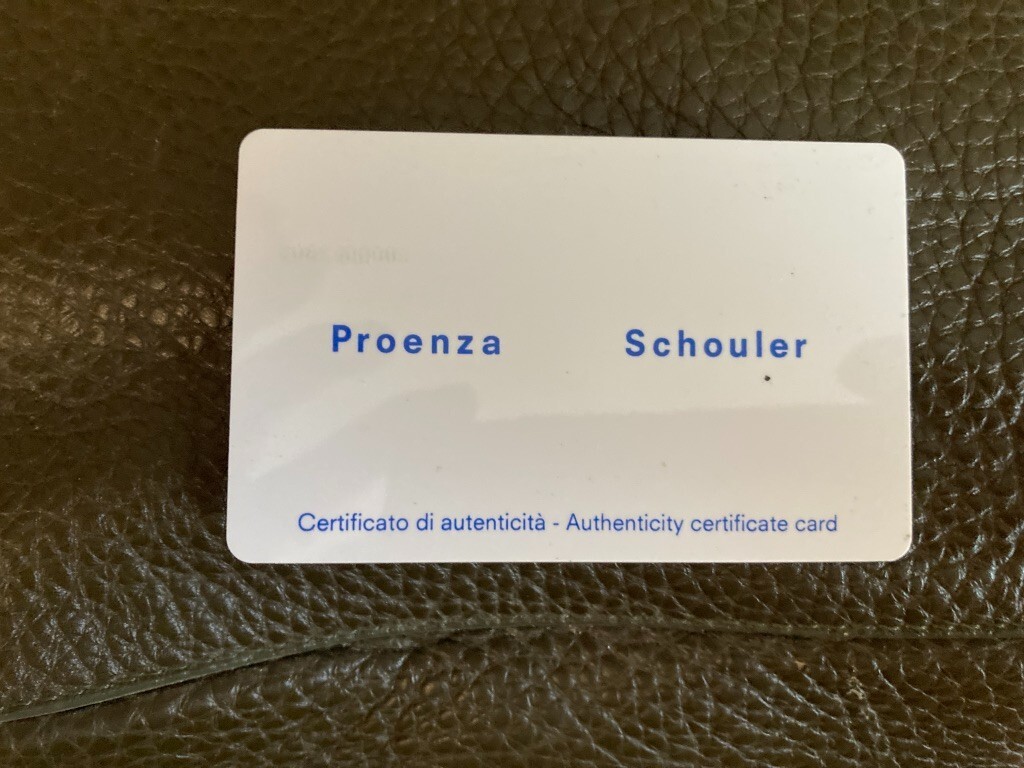 Proenza Schouler
Certificato di autenticità - Authenticity certificate card